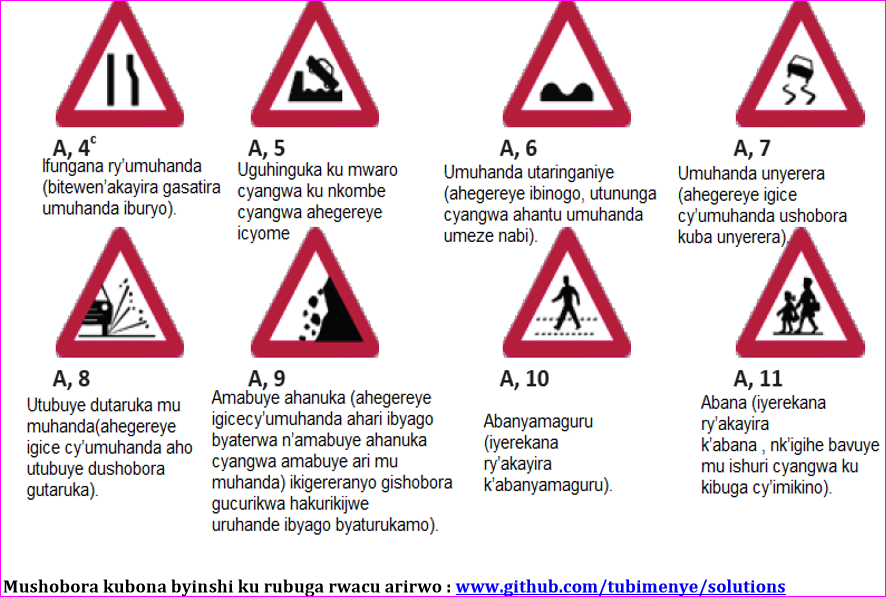 A, 4c
Ifungana ry’umuhanda
(bitewen’akayira gasatira
umuhanda iburyo).
A, 5
Uguhinguka ku mwaro
cyangwa ku nkombe
cyangwa ahegereye
icyome
A, 6
Umuhanda utaringaniye
(ahegereye ibinogo, utununga
cyangwa ahantu umuhanda
umeze nabi).
A, 7
Umuhanda unyerera
(ahegereye igice
cy’umuhanda ushobora
kuba unyerera).
A, 8
Utubuye dutaruka mu
muhanda(ahegereye
igice cy’umuhanda aho
utubuye dushobora
gutaruka).
A, 9
Amabuye ahanuka (ahegereye
igicecy’umuhanda ahari ibyago
byaterwa n’amabuye ahanuka
cyangwa amabuye ari mu
muhanda) ikigereranyo gishobora
gucurikwa hakurikijwe
uruhande ibyago byaturukamo).
A, 10
Abanyamaguru
(iyerekana
ry’akayira
k’abanyamaguru).
A, 11
Abana (iyerekana
ry’akayira
k’abana , nk’igihe bavuye
mu ishuri cyangwa ku
kibuga cy’imikino).
Mushobora kubona byinshi ku rubuga rwacu arirwo : www.github.com/tubimenye/solutions